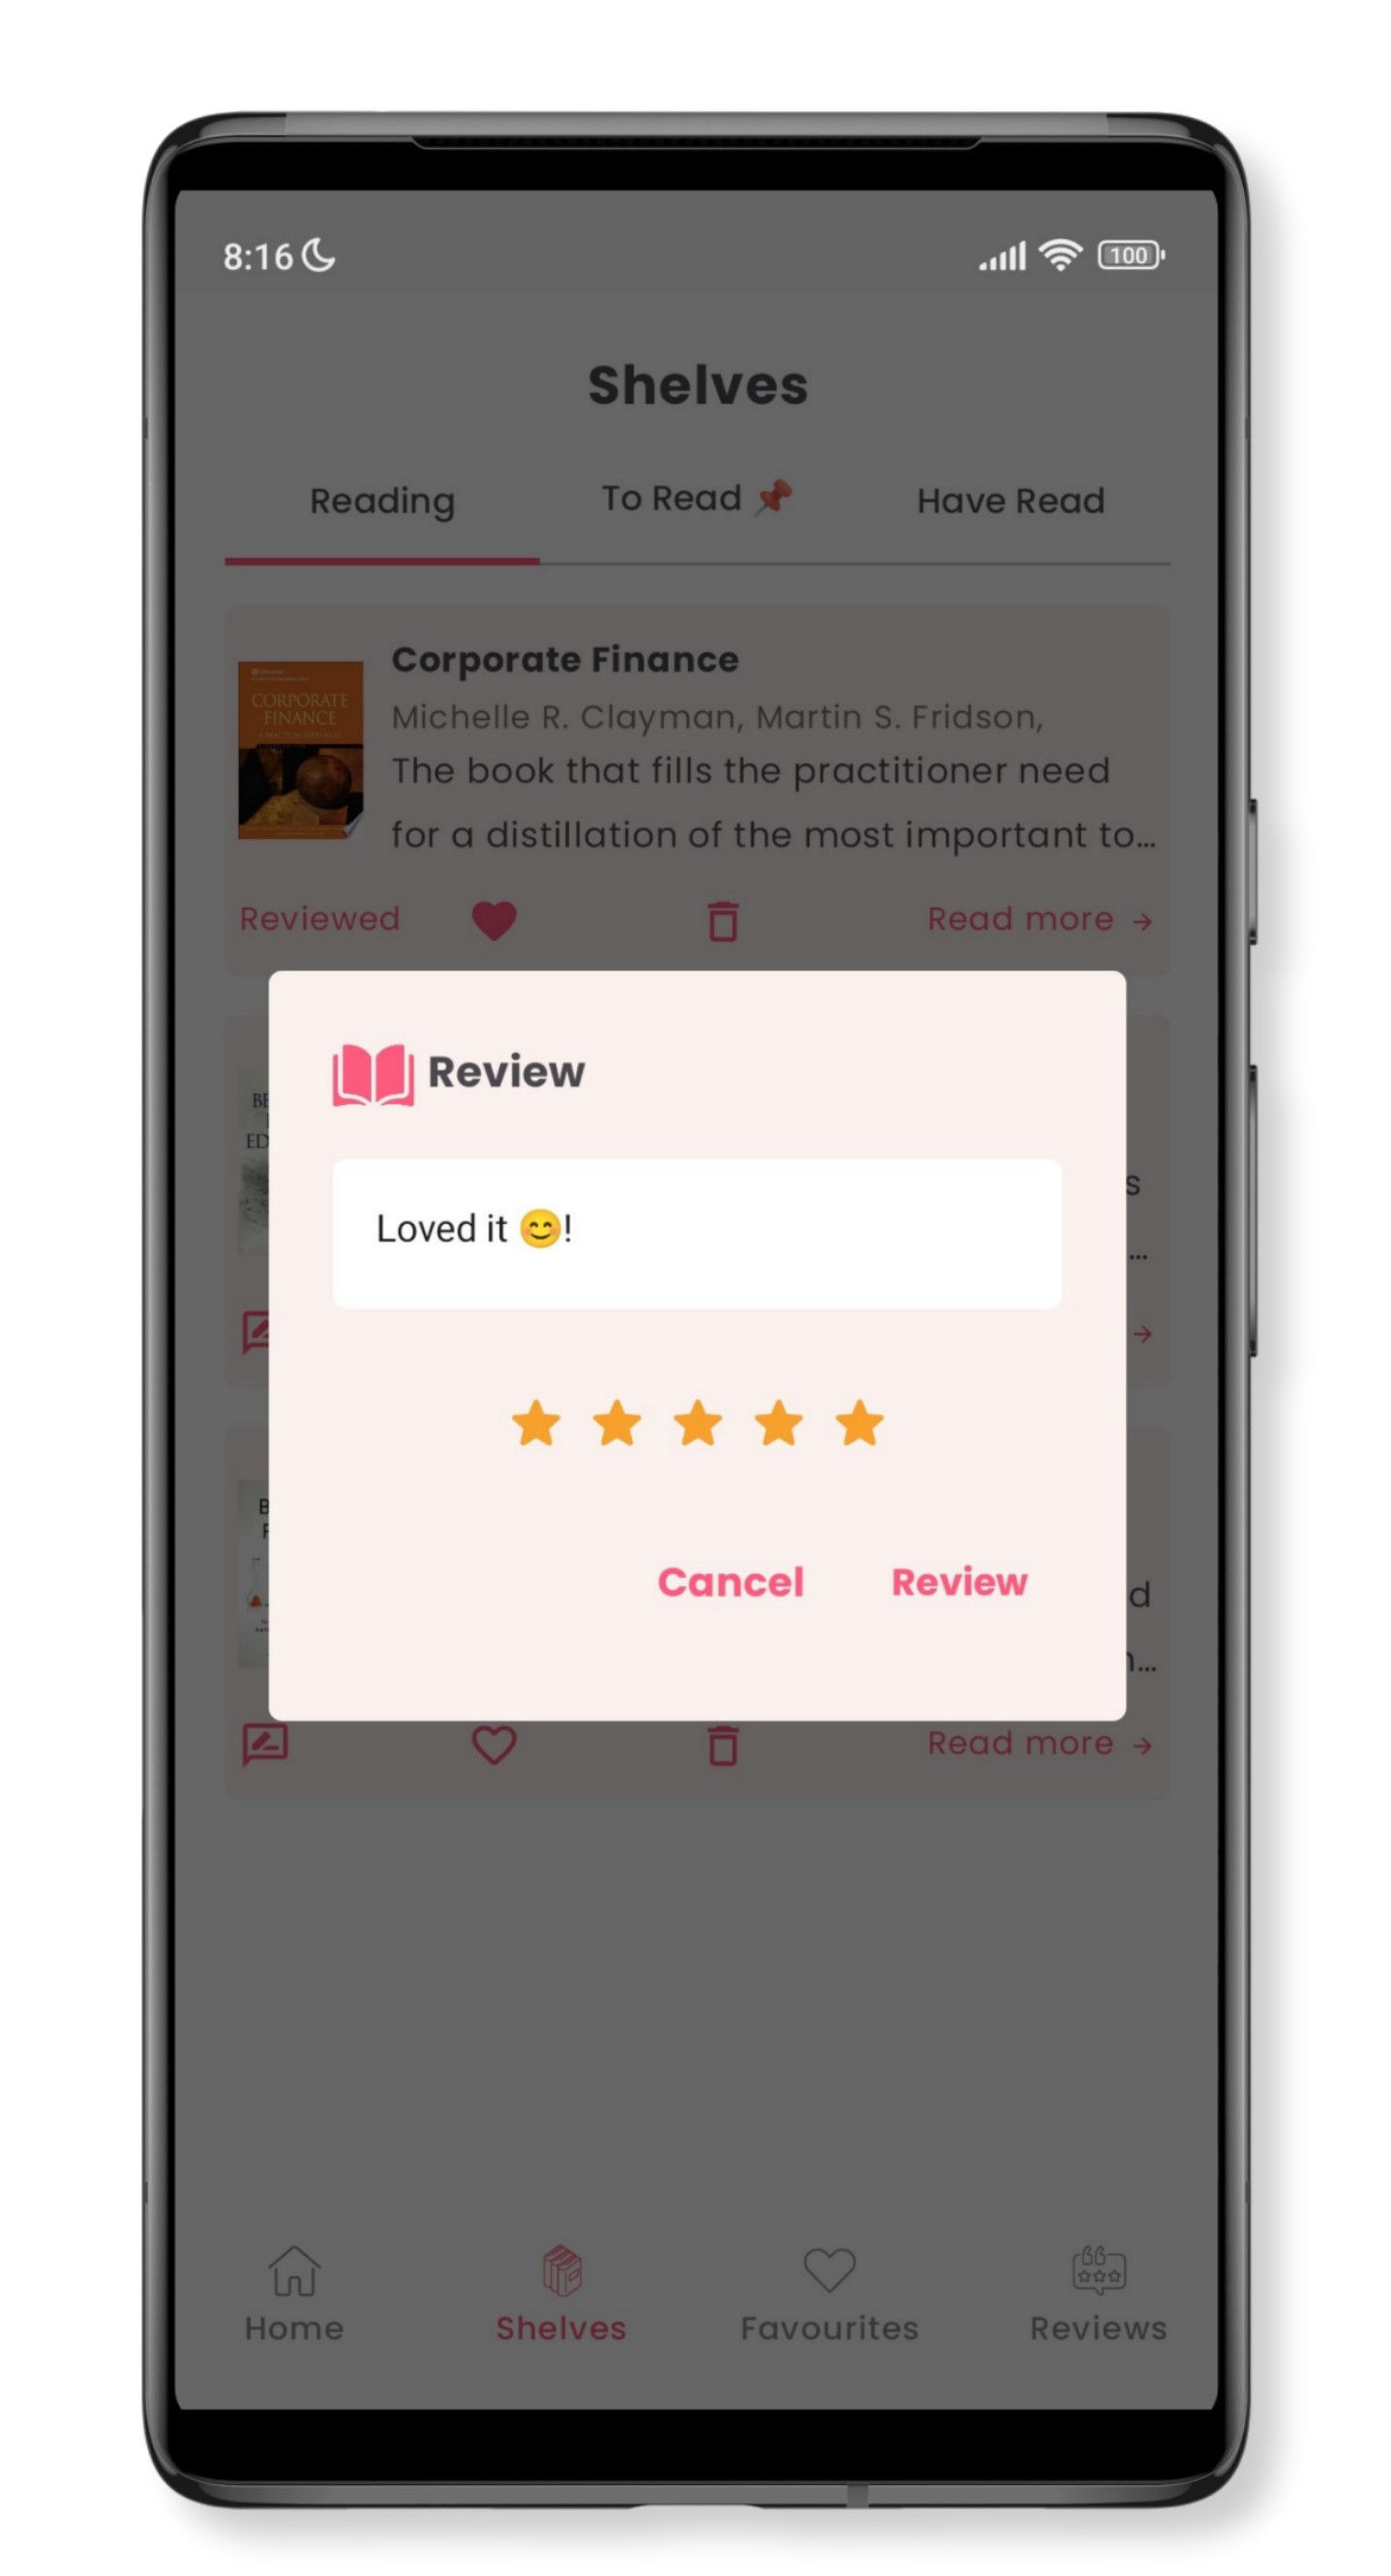 8:16
100
Shelves
Reading
To Read 📌
Have Read
Corporate Finance
CORPORATE
FINANCE
Michelle R. Clayman, Martin S. Fridson,
The book that fills the practitioner need
for a distillation of the most important to...
Reviewed
Read more →
Review
Loved it 😊!
Cancel
Review
Read more →
Home
Shelves
Favourites
Reviews